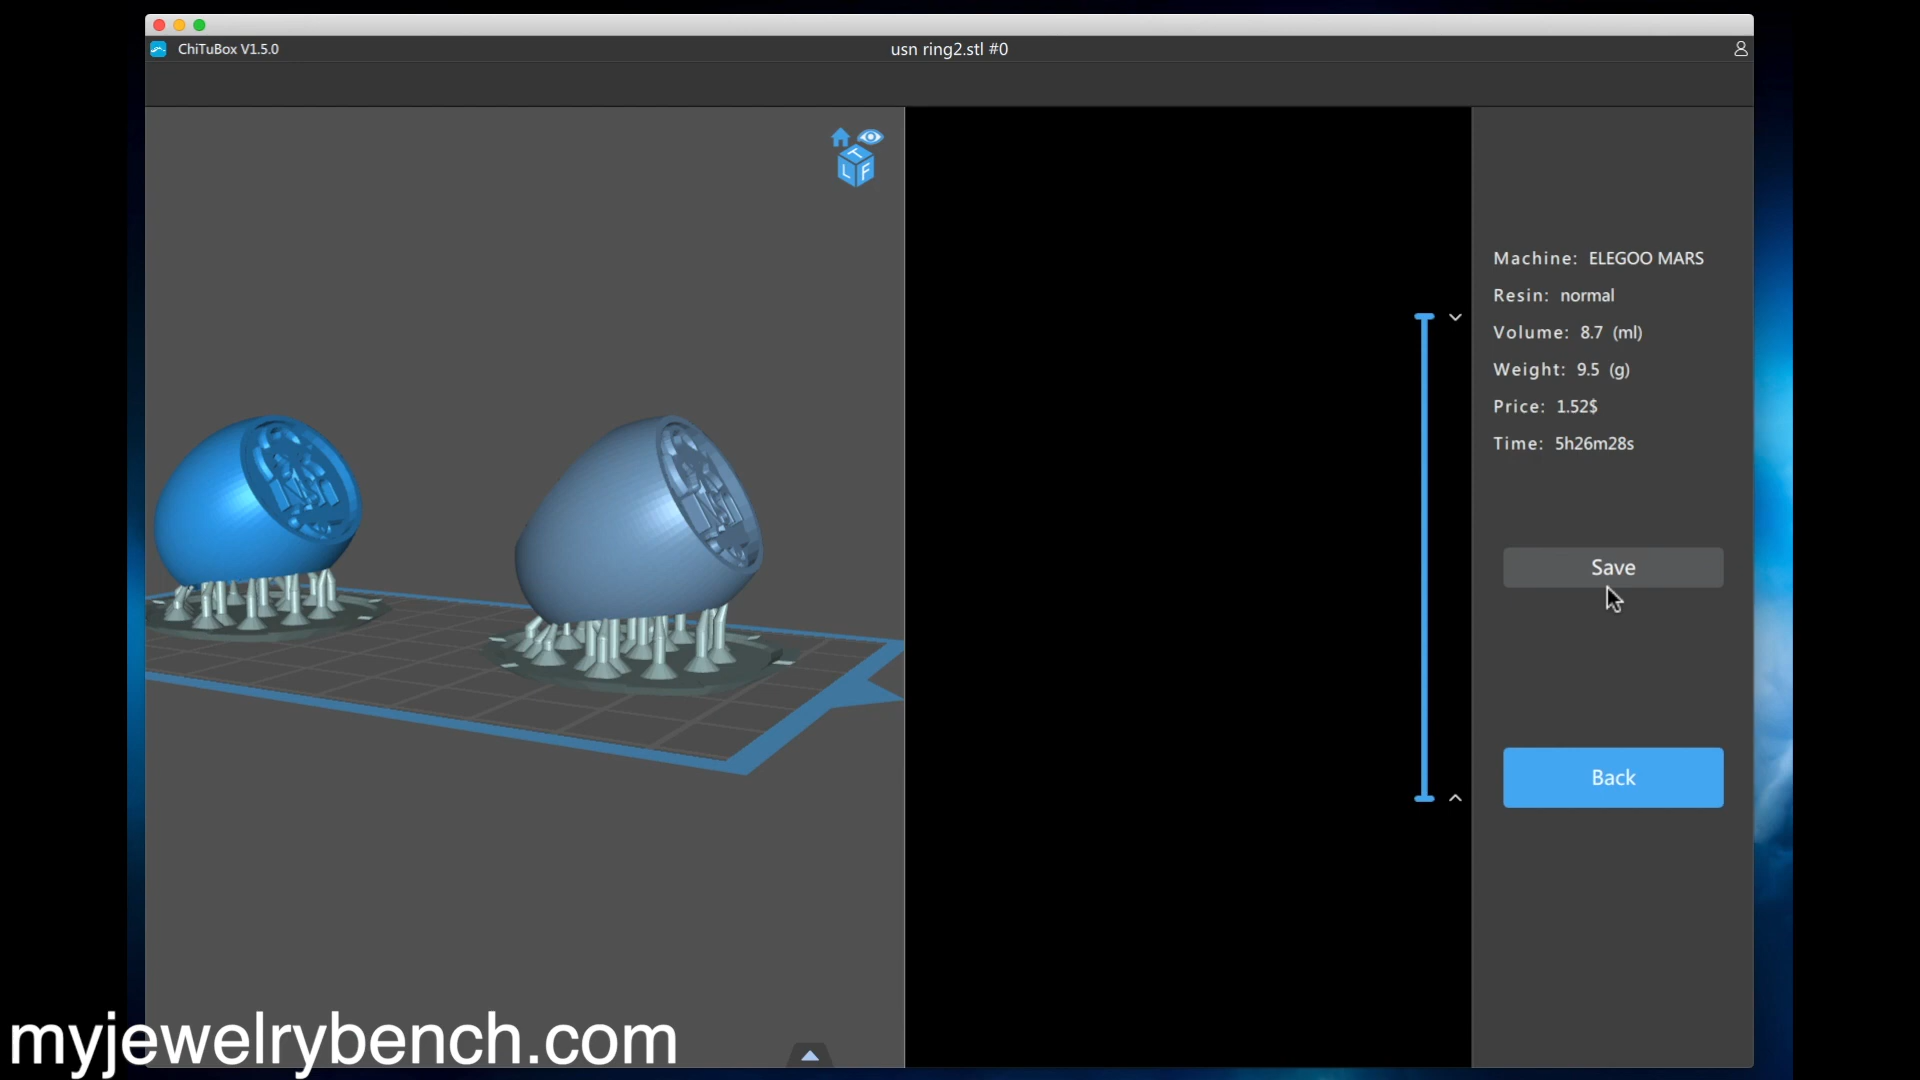 ChiTuBox V1.5.0
usn ring2.stl #0
T
L F
Machine: ELEGOO MARS
Resin: normal
Volume: 8.7 (ml)
Weight: 9.5 (g)
Price: 1.52$
Time: 5h26m28s
Save
Back
myjewelrybench.com